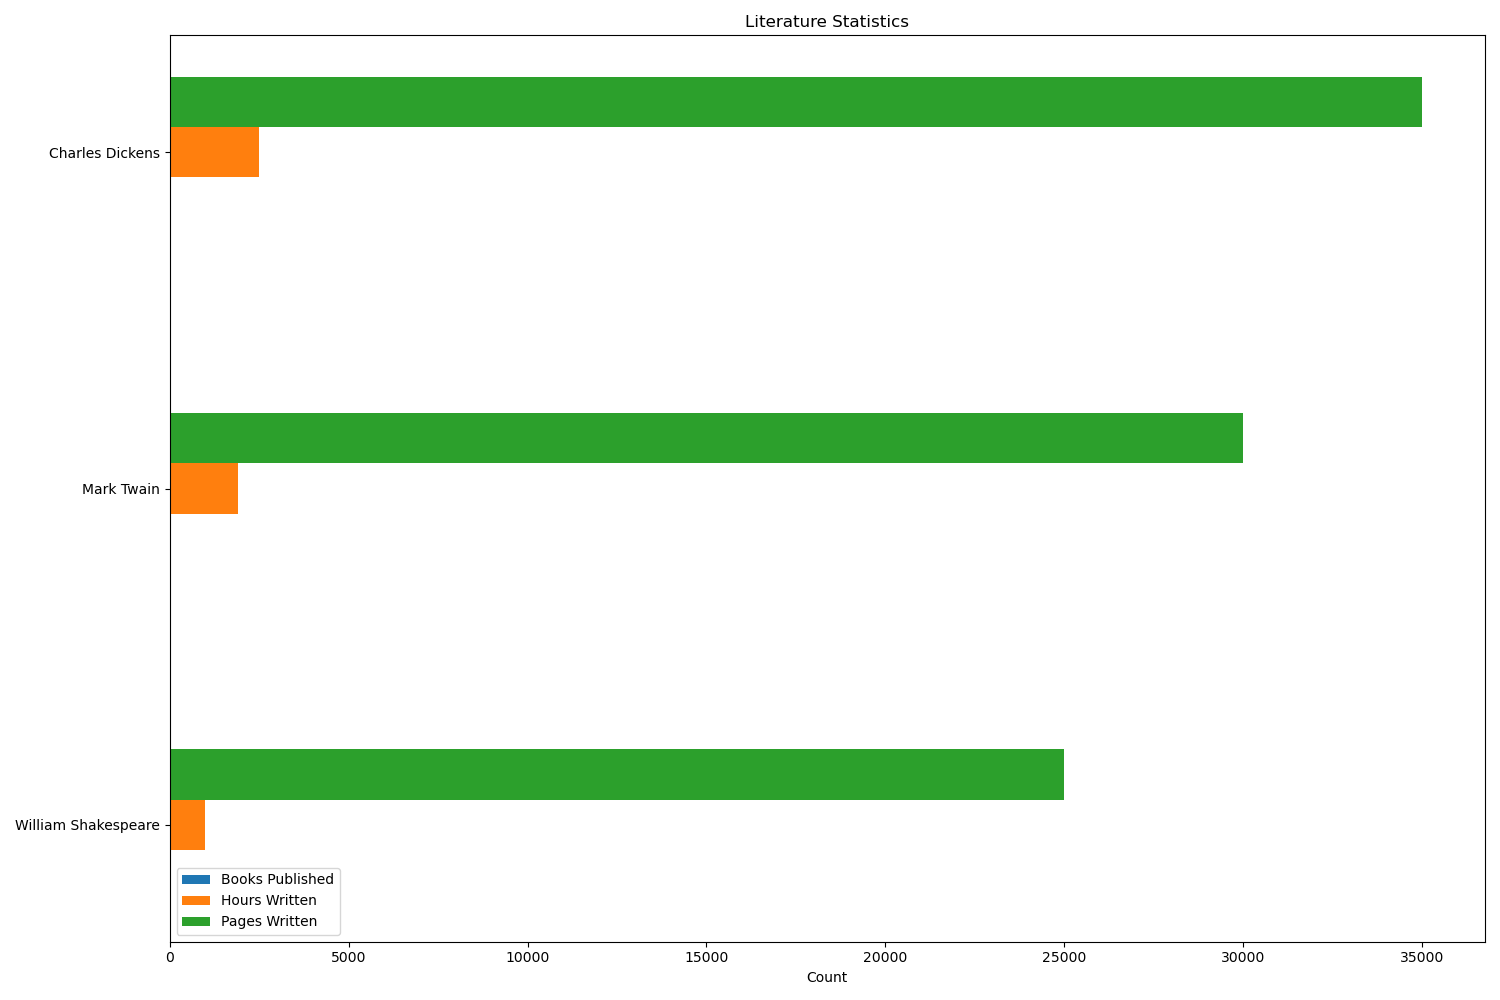 Literature Statistics
Charles Dickens
Mark Twain
William Shakespeare
Books Published
Hours Written
Pages Written
0 5000 10000 15000 20000 25000 30000 35000
Count